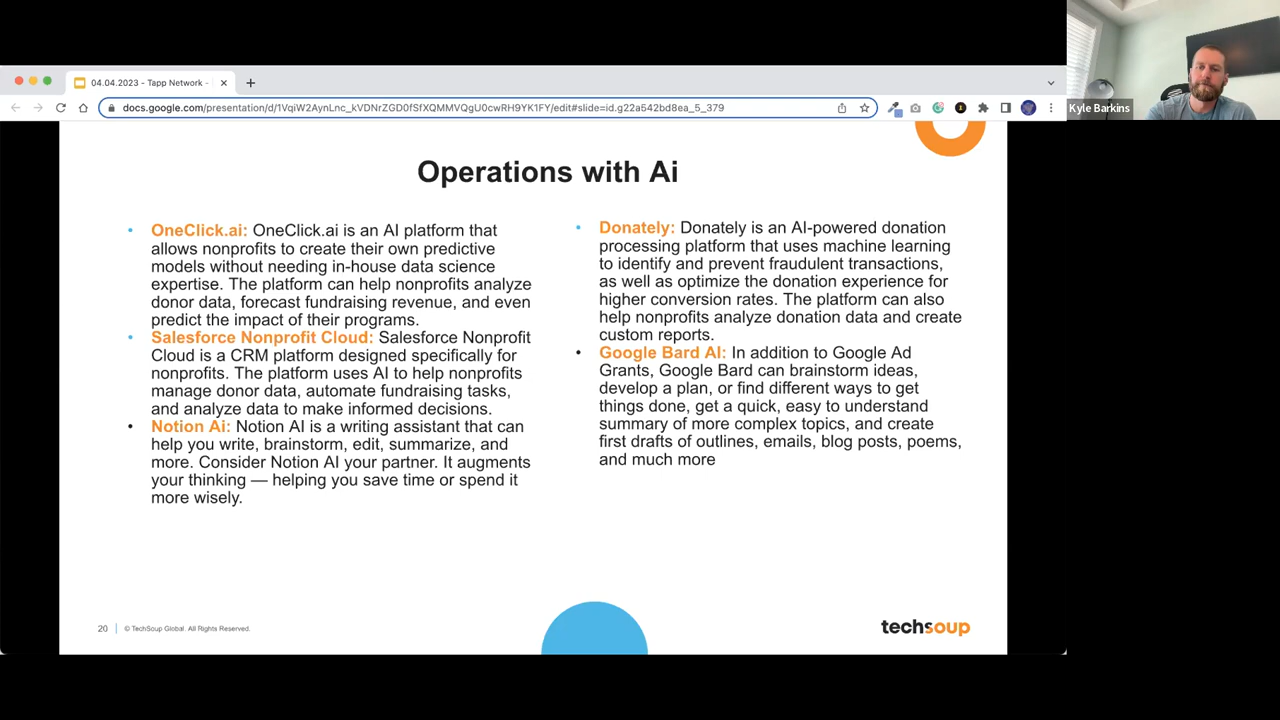 04.04.2023 - Tapp Network -
docs.google.com/presentation/d/1VqiW2AynLnc_kVDNrZGD0fSfXQMMVQgU0cwRH9YK1FY/edit#slide=id.g22a542bd8ea_5_379
Kyle Barkins
Operations with Ai
OneClick.ai: OneClick.ai is an AI platform that
allows nonprofits to create their own predictive
models without needing in-house data science
expertise. The platform can help nonprofits analyze
donor data, forecast fundraising revenue, and even
predict the impact of their programs.
Salesforce Nonprofit Cloud: Salesforce Nonprofit
Cloud is a CRM platform designed specifically for
nonprofits. The platform uses AI to help nonprofits
manage donor data, automate fundraising tasks,
and analyze data to make informed decisions.
Notion Ai: Notion AI is a writing assistant that can
help you write, brainstorm, edit, summarize, and
more. Consider Notion AI your partner. It augments
your thinking — helping you save time or spend it
more wisely.
Donately: Donately is an AI-powered donation
processing platform that uses machine learning
to identify and prevent fraudulent transactions,
as well as optimize the donation experience for
higher conversion rates. The platform can also
help nonprofits analyze donation data and create
custom reports.
Google Bard AI: In addition to Google Ad
Grants, Google Bard can brainstorm ideas,
develop a plan, or find different ways to get
things done, get a quick, easy to understand
summary of more complex topics, and create
first drafts of outlines, emails, blog posts, poems,
and much more
20
© TechSoup Global. All Rights Reserved.
techsoup